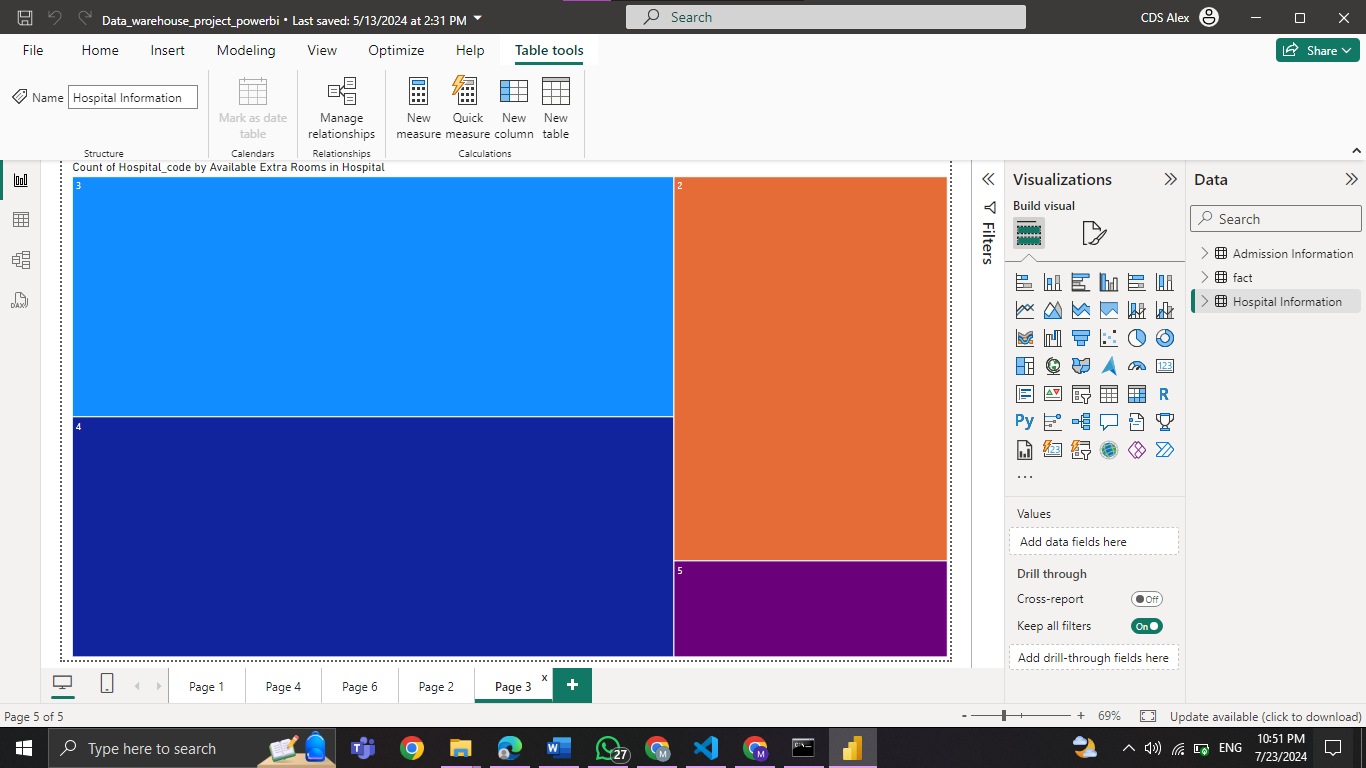 Data_warehouse_project_powerbi • Last saved: 5/13/2024 at 2:31 PM
Search
CDS Alex
File
Home
Insert
Modeling
View
Optimize
Help
Table tools
Share
Name
Hospital Information
Mark as date
table
Manage
relationships
New
measure
Quick
measure
New
column
New
table
Structure
Calendars
Relationships
Calculations
Count of Hospital_code by Available Extra Rooms in Hospital
3
2
4
5
Filters
Visualizations
Build visual
123
R
Py
123
...
Values
Add data fields here
Drill through
Cross-report
Off
Keep all filters
On
Add drill-through fields here
Data
Search
Admission Information
fact
Hospital Information
DAX
Page 1
Page 4
Page 6
Page 2
Page 3
x
+
Page 5 of 5
-
+
69%
Update available (click to download)
Type here to search
27
M
M
ENG
10:51 PM
7/23/2024